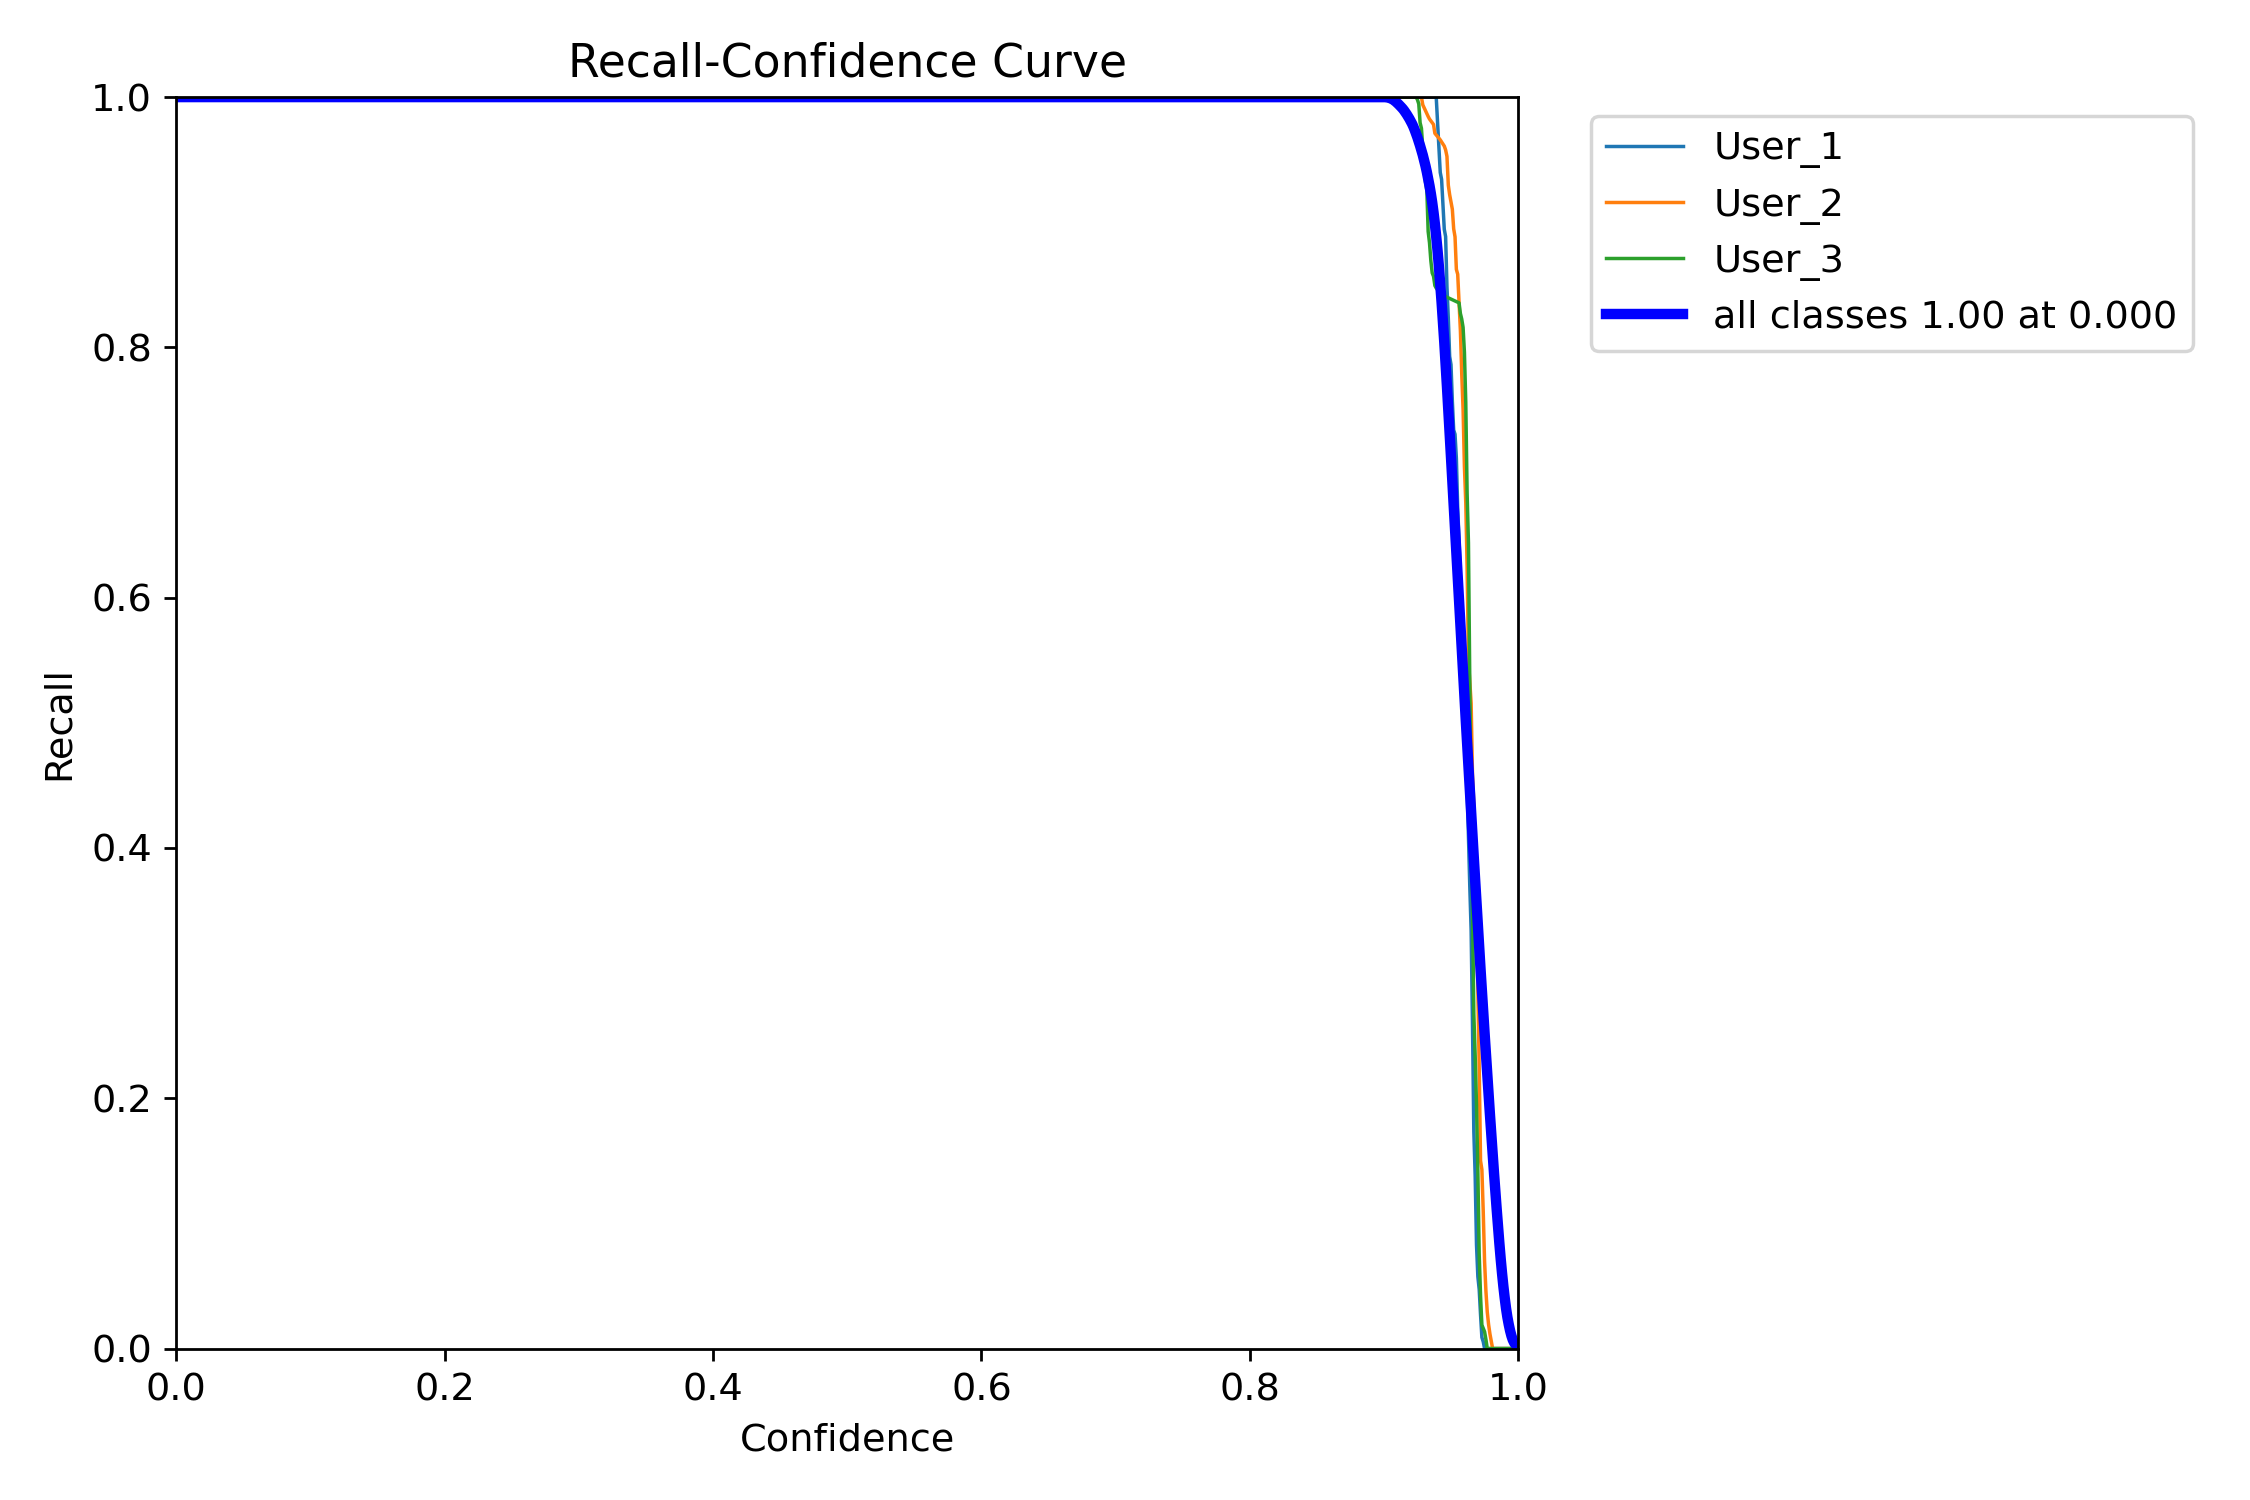 Recall-Confidence Curve
1.0
0.8
0.6
0.4
0.2
0.0
Recall
0.0 0.2 0.4 0.6 0.8 1.0
Confidence
User_1
User_2
User_3
all classes 1.00 at 0.000